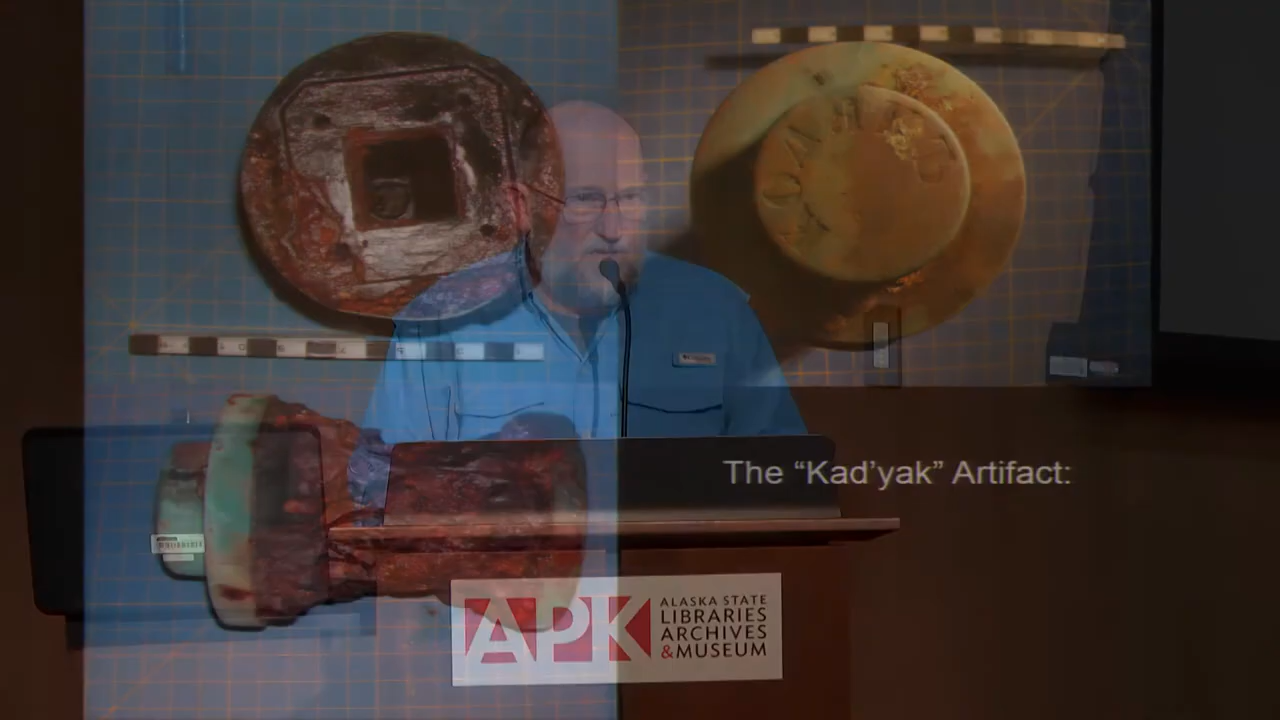 The “Kad’yak” Artifact:
APK
ALASKA STATE
LIBRARIES
ARCHIVES
&MUSEUM